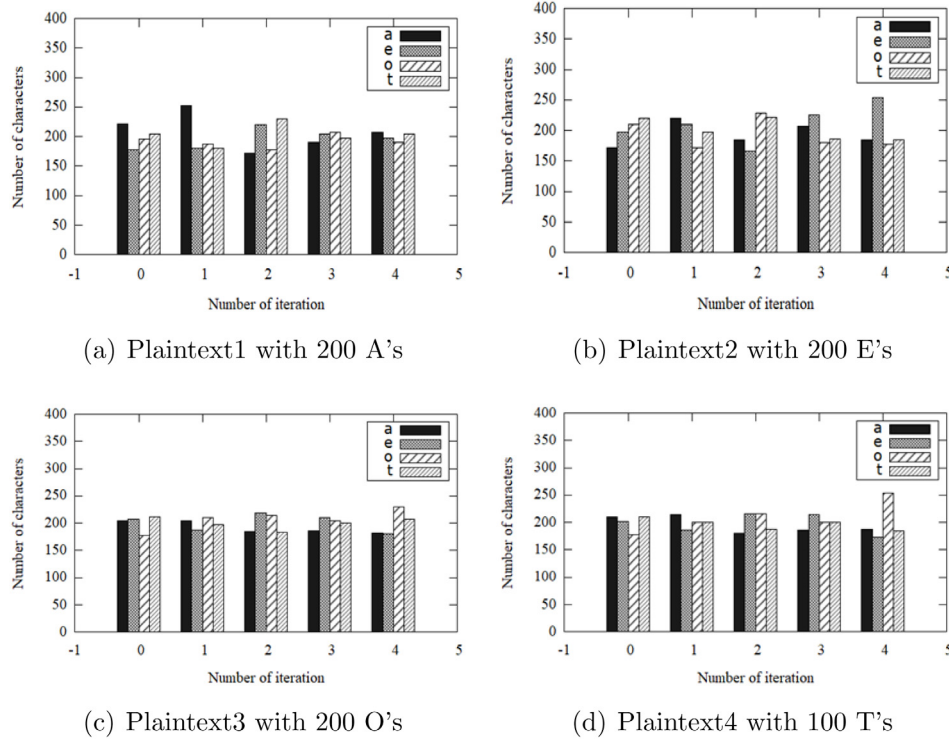 400
350
300
250
200
150
100
50
0
-1 0 1 2 3 4 5
Number of characters
Number of iteration
a
e
o
t
(a) Plaintext1 with 200 A's
400
350
300
250
200
150
100
50
0
-1 0 1 2 3 4 5
Number of characters
Number of iteration
a
e
o
t
(b) Plaintext2 with 200 E's
400
350
300
250
200
150
100
50
0
-1 0 1 2 3 4 5
Number of characters
Number of iteration
a
e
o
t
(c) Plaintext3 with 200 O's
400
350
300
250
200
150
100
50
0
-1 0 1 2 3 4 5
Number of characters
Number of iteration
a
e
o
t
(d) Plaintext4 with 100 T's